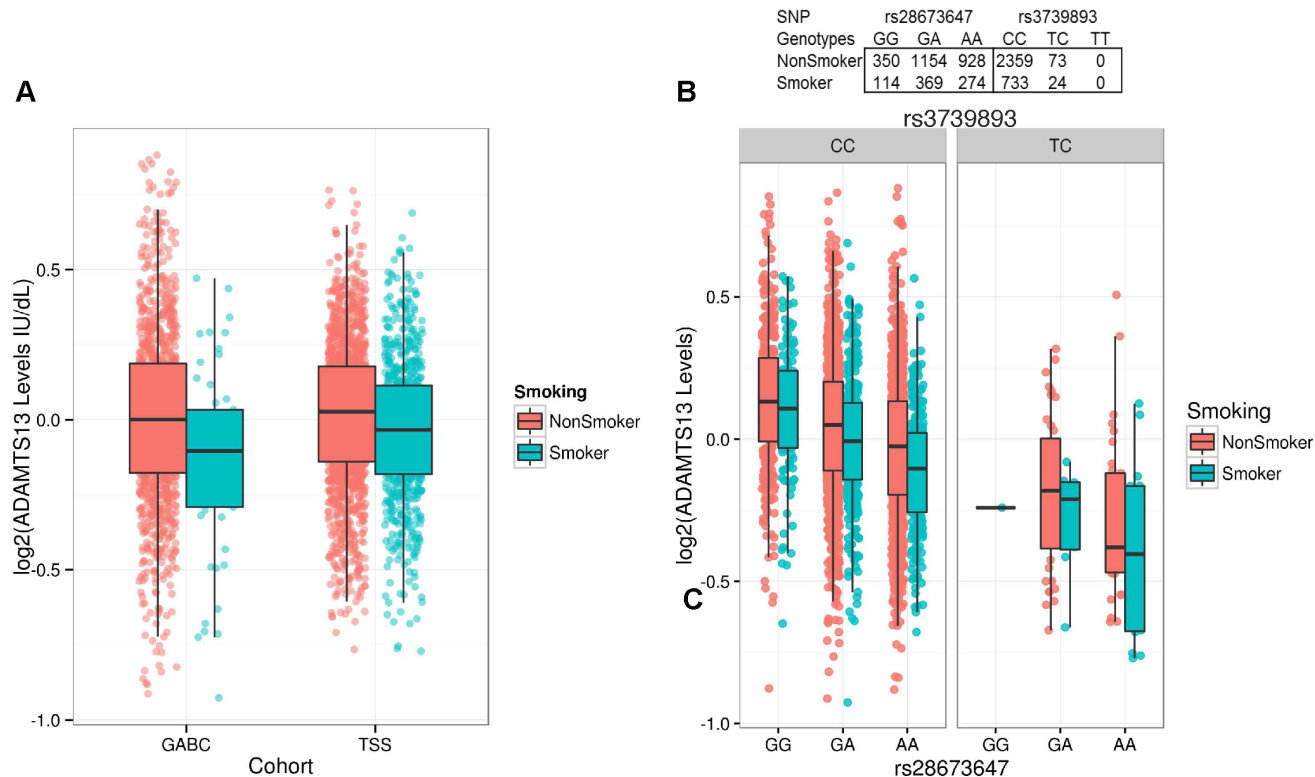 SNP rs28673647 rs3739893
Genotypes GG GA AA CC TC TT
NonSmoker 350 1154 928 2359 73 0
Smoker 114 369 274 733 24 0
A
B
rs3739893
CC TC
log2(ADAMTS13 Levels IU/dL)
0.5
0.0
-0.5
-1.0
GABC TSS
Cohort
Smoking
NonSmoker
Smoker
log2(ADAMTS13 Levels)
0.5
0.0
-0.5
-1.0
C
GG GA AA GG GA AA
rs28673647
Smoking
NonSmoker
Smoker